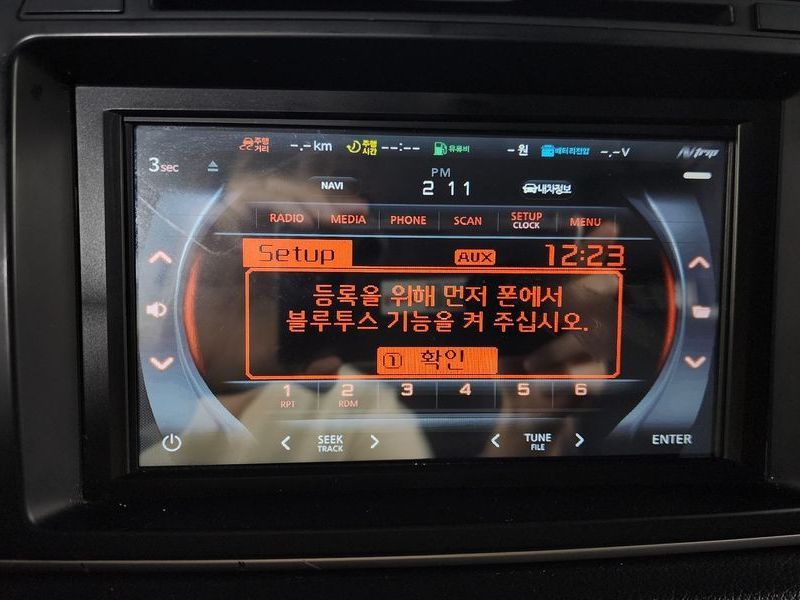 주행거리 -.-km 주행시간 --:-- 유류비 -원 배터리전압 -.-V
3sec NAVI PM 2 11 내차정보
RADIO MEDIA PHONE SCAN SETUP CLOCK MENU
Setup AUX 12:23
등록을 위해 먼저 폰에서
블루투스 기능을 켜 주십시오.
1 확인
1 2 3 4 5 6
RPT RDM
SEEK TUNE ENTER
TRACK FILE